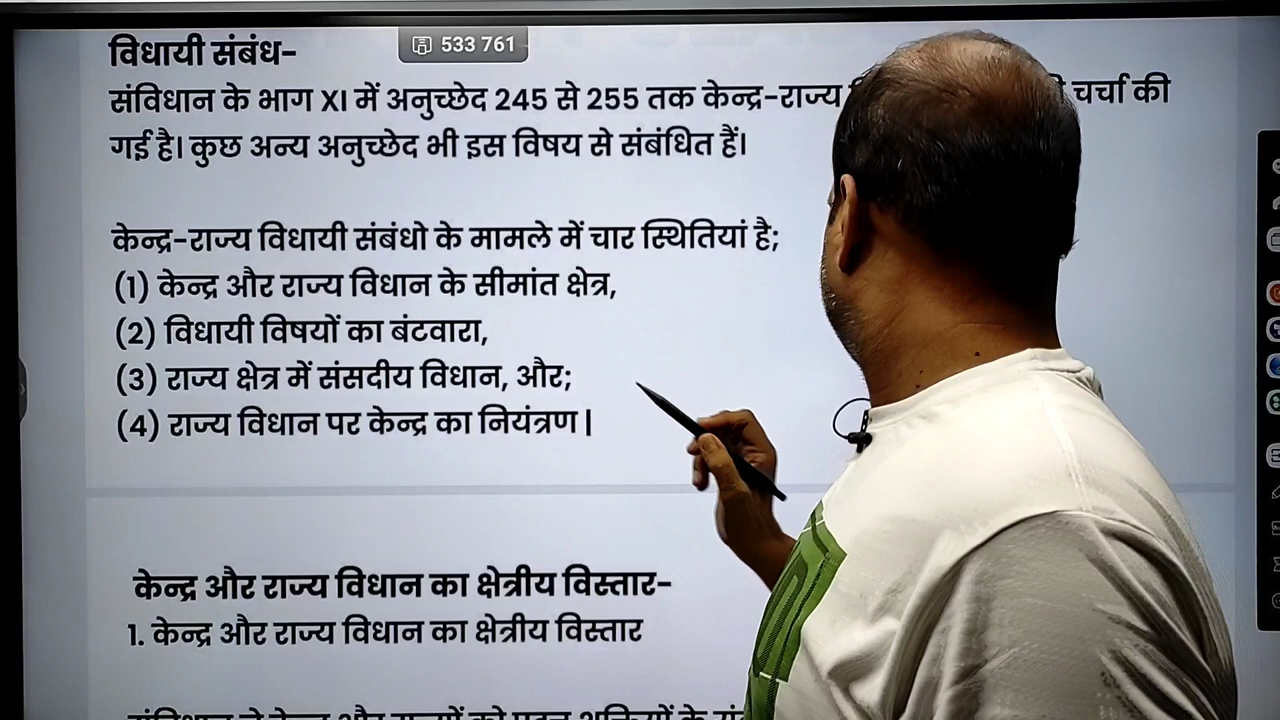 533 761
विधायी संबंध-
संविधान के भाग XI में अनुच्छेद 245 से 255 तक केन्द्र-राज्य चर्चा की
गई है। कुछ अन्य अनुच्छेद भी इस विषय से संबंधित हैं।
केन्द्र-राज्य विधायी संबंधो के मामले में चार स्थितियां है;
(1) केन्द्र और राज्य विधान के सीमांत क्षेत्र,
(2) विधायी विषयों का बंटवारा,
(3) राज्य क्षेत्र में संसदीय विधान, और;
(4) राज्य विधान पर केन्द्र का नियंत्रण |
केन्द्र और राज्य विधान का क्षेत्रीय विस्तार-
1. केन्द्र और राज्य विधान का क्षेत्रीय विस्तार